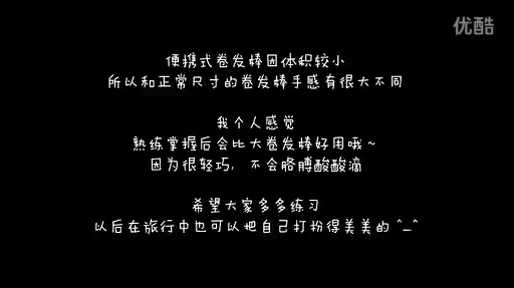 优酷
便携式卷发棒因体积较小
所以和正常尺寸的卷发棒手感有很大不同
我个人感觉
熟练掌握后会比大卷发棒好用哦~
因为很轻巧,不会胳膊酸酸滴
希望大家多多练习
以后在旅行中也可以把自己打扮得美美的 ^_^